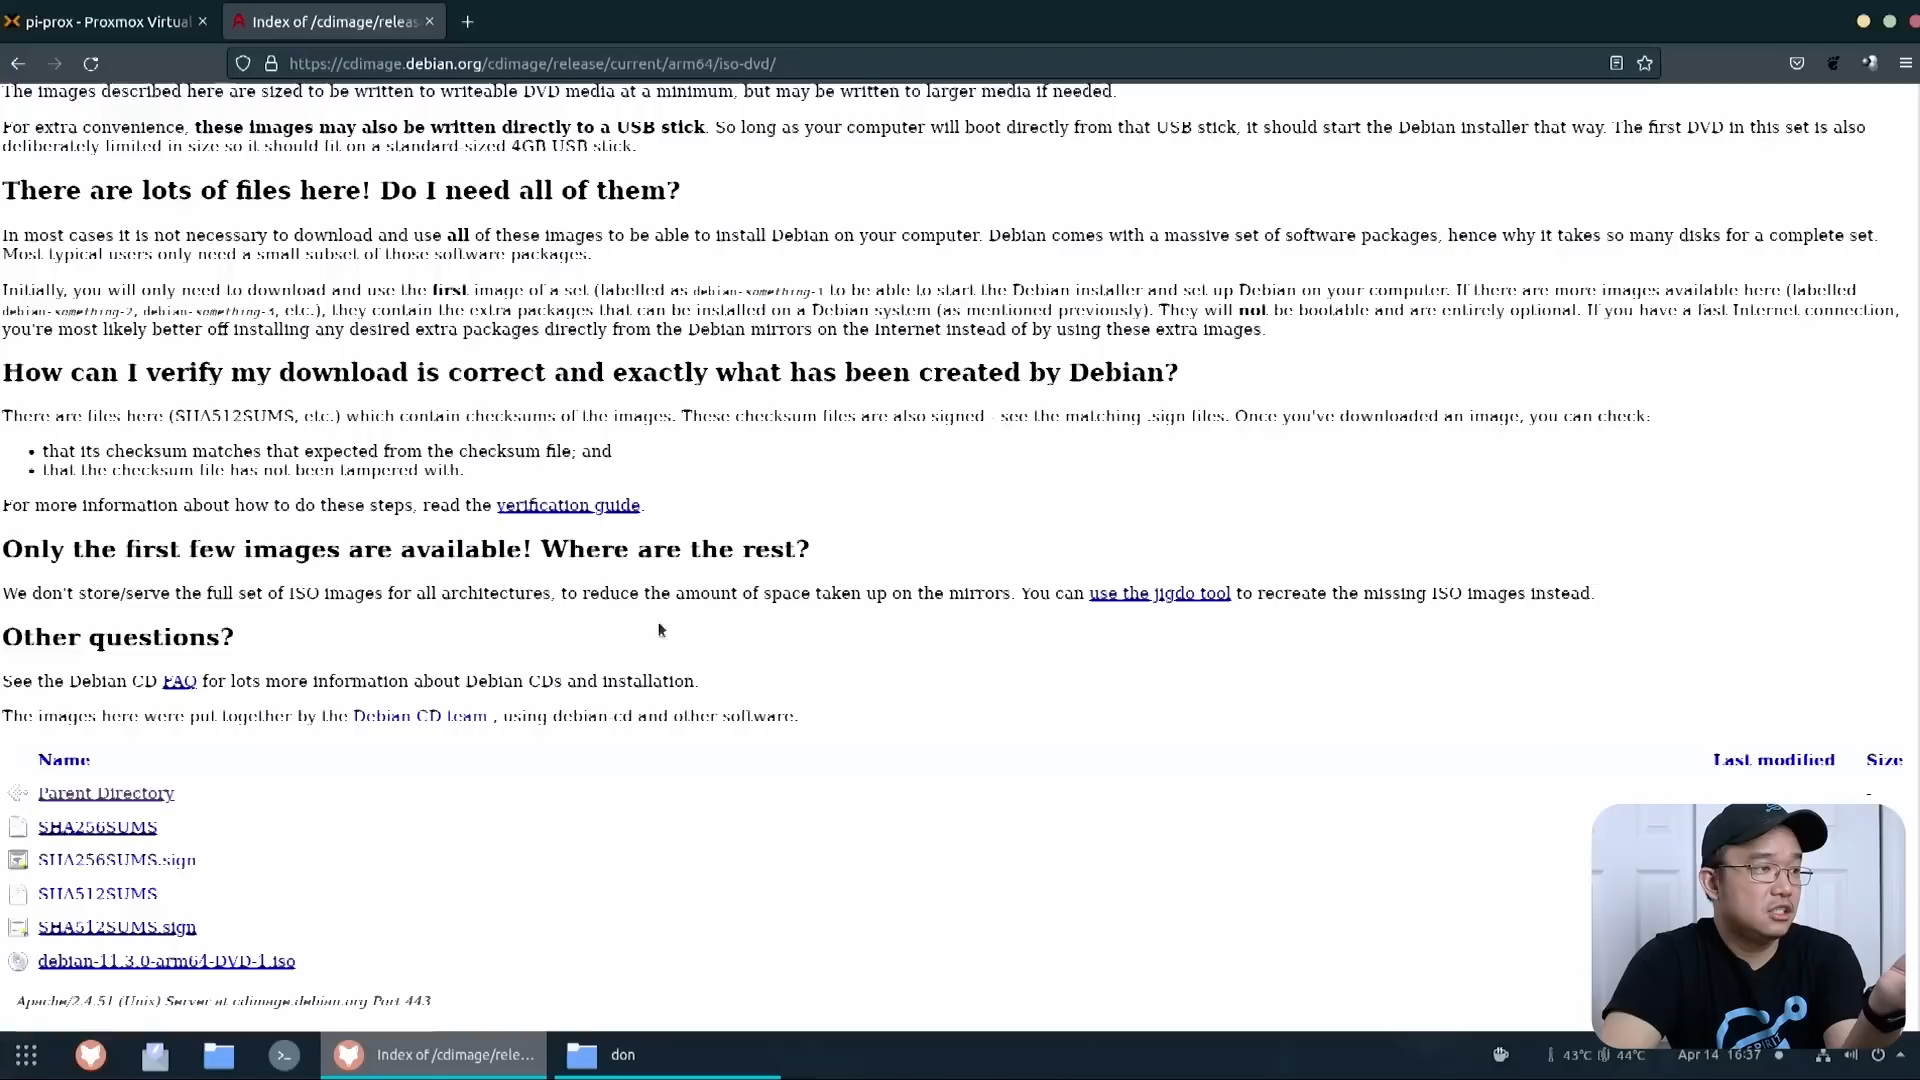 pi-prox - Proxmox Virtual
Index of /cdimage/releas
https://cdimage.debian.org/cdimage/release/current/arm64/iso-dvd/
The images described here are sized to be written to writeable DVD media at a minimum, but may be written to larger media if needed.
For extra convenience, these images may also be written directly to a USB stick. So long as your computer will boot directly from that USB stick, it should start the Debian installer that way. The first DVD in this set is also
deliberately limited in size so it should fit on a standard-sized 4GB USB stick.
There are lots of files here! Do I need all of them?
In most cases it is not necessary to download and use all of these images to be able to install Debian on your computer. Debian comes with a massive set of software packages, hence why it takes so many disks for a complete set.
Most typical users only need a small subset of those software packages.
Initially, you will only need to download and use the first image of a set (labelled as debian-something-1 to be able to start the Debian installer and set up Debian on your computer. If there are more images available here (labelled
debian-something-2, debian-something-3, etc.), they contain the extra packages that can be installed on a Debian system (as mentioned previously). They will not be bootable and are entirely optional. If you have a fast Internet connection,
you're most likely better off installing any desired extra packages directly from the Debian mirrors on the Internet instead of by using these extra images.
How can I verify my download is correct and exactly what has been created by Debian?
There are files here (SHA512SUMS, etc.) which contain checksums of the images. These checksum files are also signed - see the matching .sign files. Once you've downloaded an image, you can check:
• that its checksum matches that expected from the checksum file; and
• that the checksum file has not been tampered with.
For more information about how to do these steps, read the verification guide.
Only the first few images are available! Where are the rest?
We don't store/serve the full set of ISO images for all architectures, to reduce the amount of space taken up on the mirrors. You can use the jigdo tool to recreate the missing ISO images instead.
Other questions?
See the Debian CD FAQ for lots more information about Debian CDs and installation.
The images here were put together by the Debian CD team , using debian-cd and other software.
Name Last modified Size
Parent Directory -
SHA256SUMS
SHA256SUMS.sign
SHA512SUMS
SHA512SUMS.sign
debian-11.3.0-arm64-DVD-1.iso
Apache/2.4.51 (Unix) Server at cdimage.debian.org Port 443
Index of /cdimage/rele...
don
43°C 44°C
Apr 14 16:37